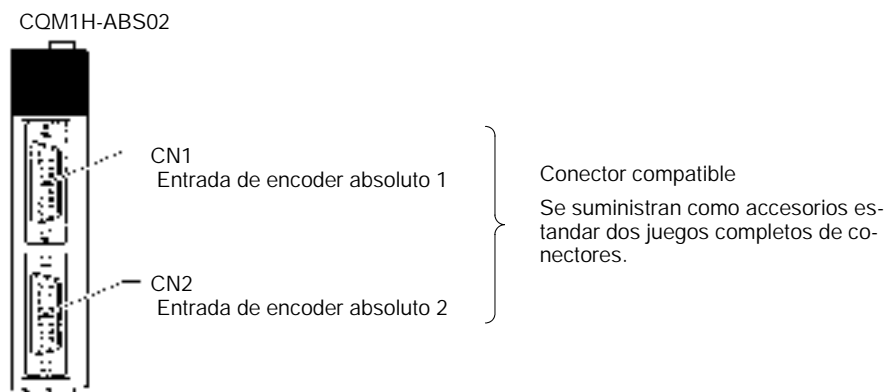 CQM1H-ABS02
CN1
Entrada de encoder absoluto 1
CN2
Entrada de encoder absoluto 2
Conector compatible
Se suministran como accesorios es-
tandar dos juegos completos de co-
nectores.